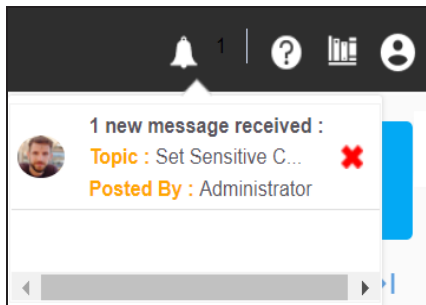 1
1 new message received :
Topic : Set Sensitive C...
Posted By : Administrator